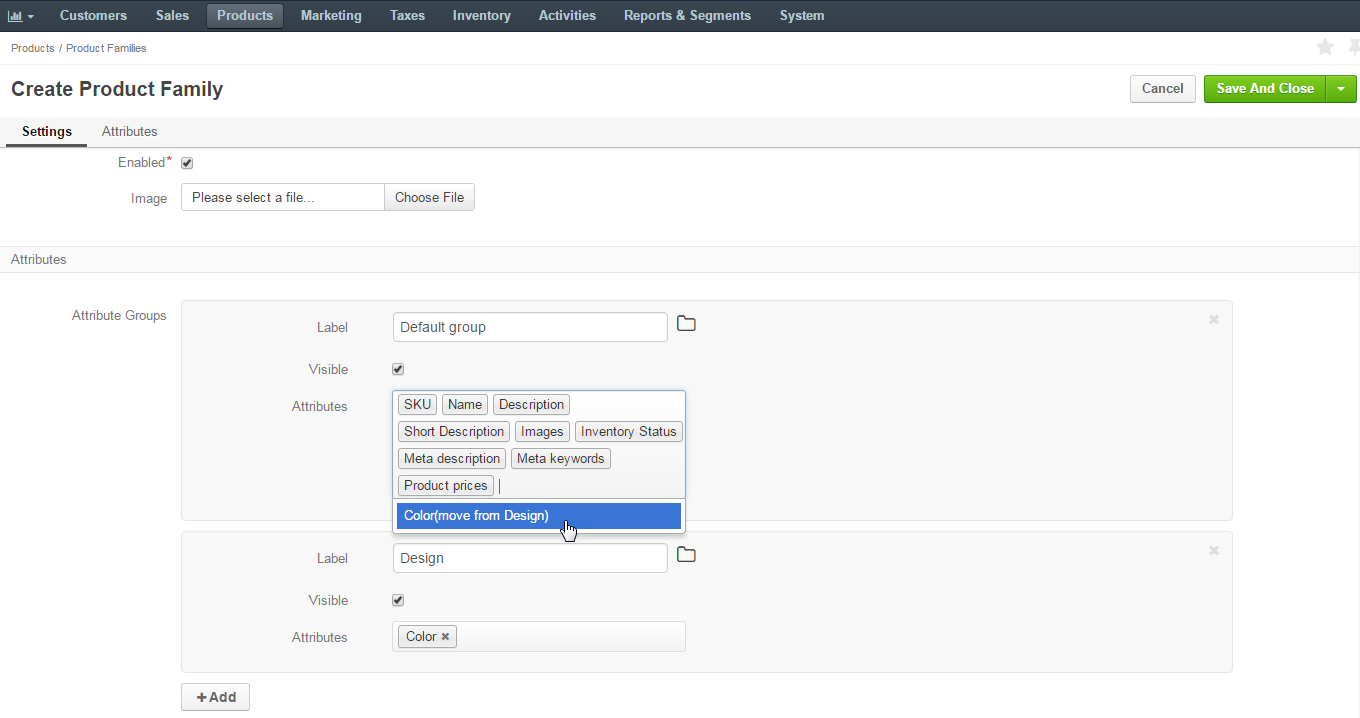 Customers Sales Products Marketing Taxes Inventory Activities Reports & Segments System
Products / Product Families
Create Product Family
Cancel
Save And Close
Settings Attributes
Enabled*
Image Please select a file... Choose File
Attributes
Attribute Groups
Label Default group
Visible
Attributes SKU Name Description
Short Description Images Inventory Status
Meta description Meta keywords
Product prices
Color(move from Design)
Label Design
Visible
Attributes Color
+Add